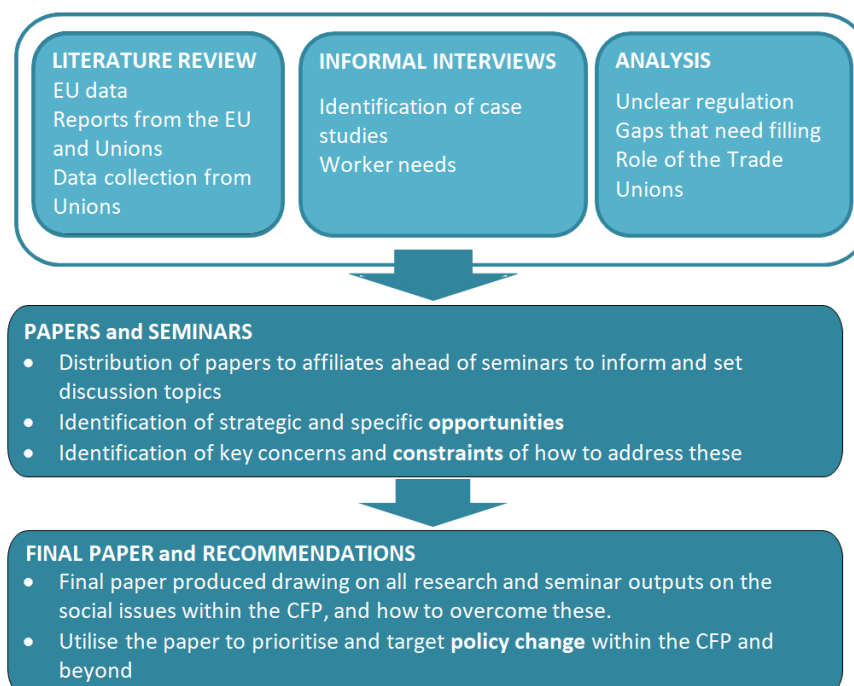 LITERATURE REVIEW
EU data
Reports from the EU
and Unions
Data collection from
Unions
INFORMAL INTERVIEWS
Identification of case
studies
Worker needs
ANALYSIS
Unclear regulation
Gaps that need filling
Role of the Trade
Unions
PAPERS and SEMINARS
• Distribution of papers to affiliates ahead of seminars to inform and set
discussion topics
• Identification of strategic and specific opportunities
• Identification of key concerns and constraints of how to address these
FINAL PAPER and RECOMMENDATIONS
• Final paper produced drawing on all research and seminar outputs on the
social issues within the CFP, and how to overcome these.
• Utilise the paper to prioritise and target policy change within the CFP and
beyond